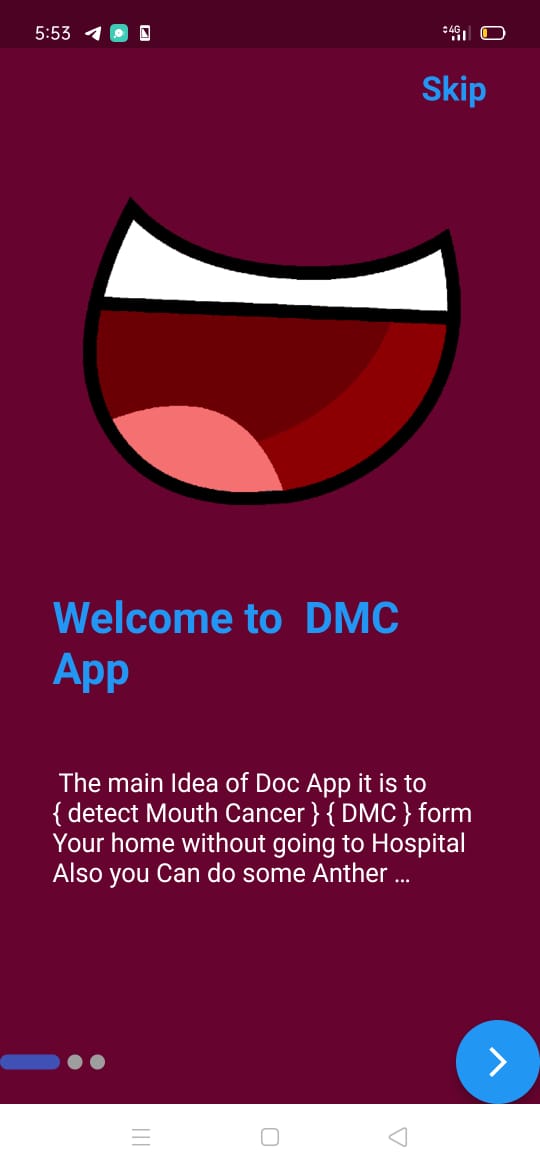 5:53
4G
Skip
Welcome to  DMC
App
The main Idea of Doc App it is to
{ detect Mouth Cancer } { DMC } form
Your home without going to Hospital
Also you Can do some Anther ...